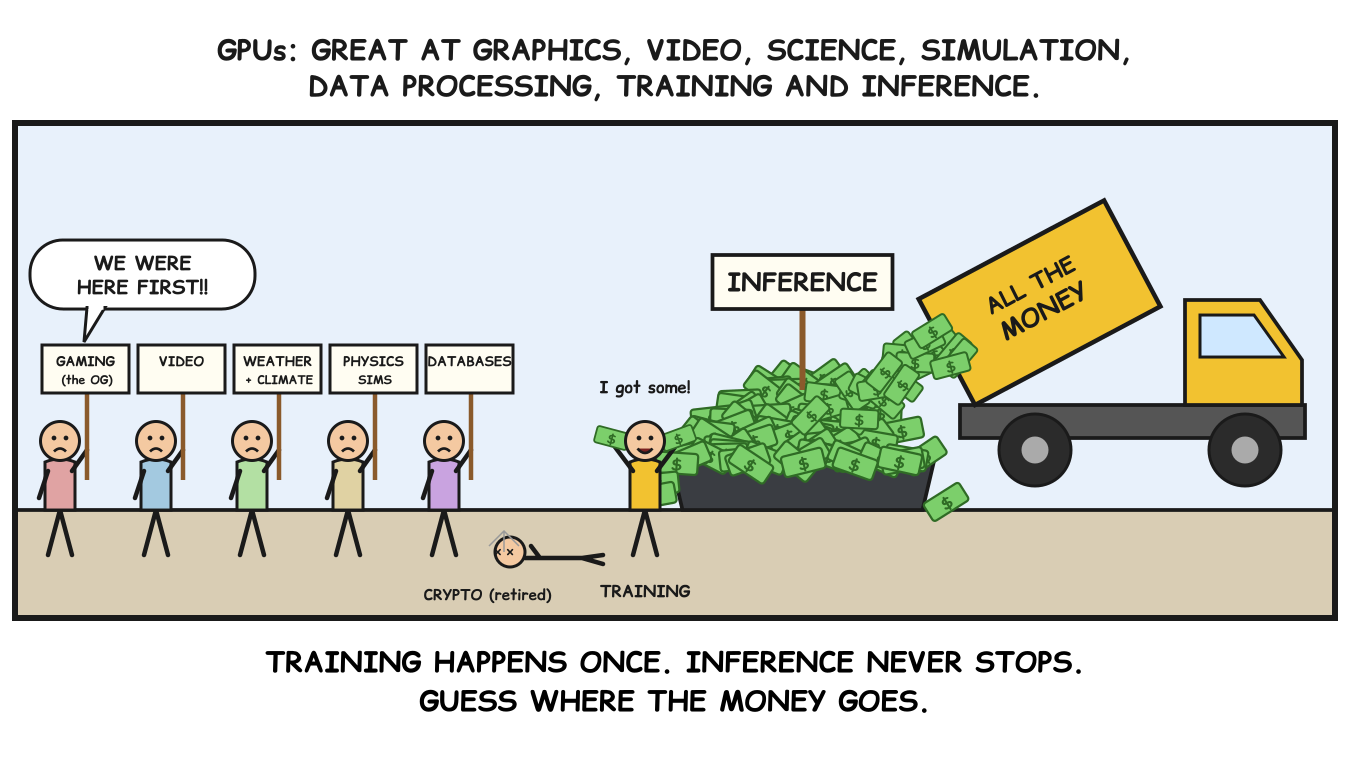 GPUs: GREAT AT GRAPHICS, VIDEO, SCIENCE, SIMULATION,
DATA PROCESSING, TRAINING AND INFERENCE.
WE WERE
HERE FIRST!!
GAMING
(the OG)
VIDEO
WEATHER
+ CLIMATE
PHYSICS
SIMS
DATABASES
I got some!
INFERENCE
ALL THE
MONEY
CRYPTO (retired)
TRAINING
TRAINING HAPPENS ONCE. INFERENCE NEVER STOPS.
GUESS WHERE THE MONEY GOES.